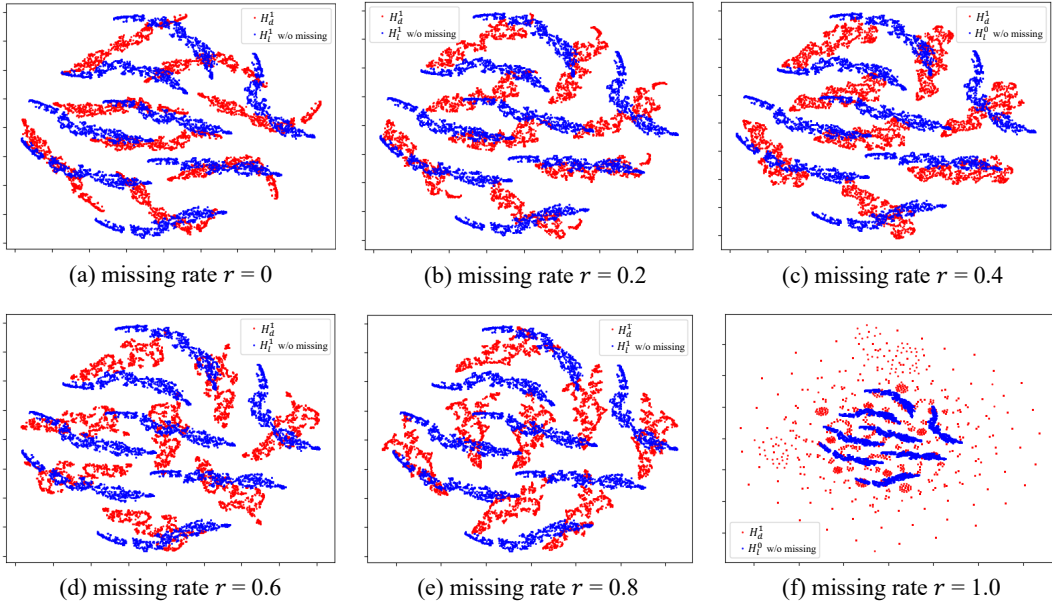 H_d^1
H_l^1 w/o missing
(a) missing rate r = 0
H_d^1
H_l^1 w/o missing
(b) missing rate r = 0.2
H_d^1
H_l^0 w/o missing
(c) missing rate r = 0.4
H_d^1
H_l^1 w/o missing
(d) missing rate r = 0.6
H_d^1
H_l^1 w/o missing
(e) missing rate r = 0.8
H_d^1
H_l^0 w/o missing
(f) missing rate r = 1.0